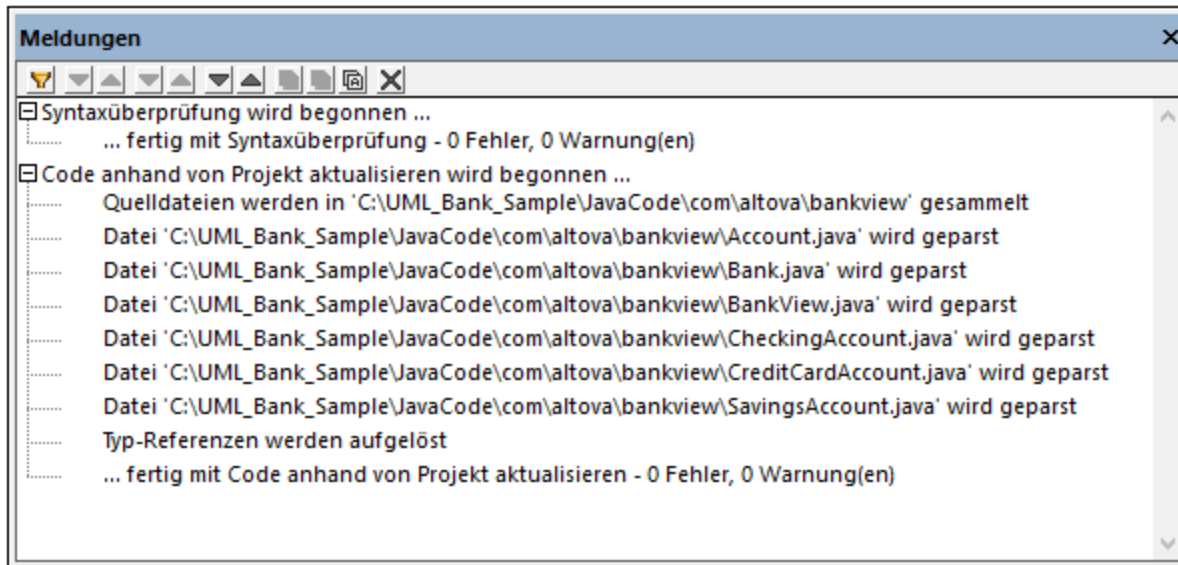 Meldungen
Syntaxüberprüfung wird begonnen ...
... fertig mit Syntaxüberprüfung - 0 Fehler, 0 Warnung(en)
Code anhand von Projekt aktualisieren wird begonnen ...
Quelldateien werden in 'C:\UML_Bank_Sample\JavaCode\com\altova\bankview' gesammelt
Datei 'C:\UML_Bank_Sample\JavaCode\com\altova\bankview\Account.java' wird geparst
Datei 'C:\UML_Bank_Sample\JavaCode\com\altova\bankview\Bank.java' wird geparst
Datei 'C:\UML_Bank_Sample\JavaCode\com\altova\bankview\BankView.java' wird geparst
Datei 'C:\UML_Bank_Sample\JavaCode\com\altova\bankview\CheckingAccount.java' wird geparst
Datei 'C:\UML_Bank_Sample\JavaCode\com\altova\bankview\CreditCardAccount.java' wird geparst
Datei 'C:\UML_Bank_Sample\JavaCode\com\altova\bankview\SavingsAccount.java' wird geparst
Typ-Referenzen werden aufgelöst
... fertig mit Code anhand von Projekt aktualisieren - 0 Fehler, 0 Warnung(en)